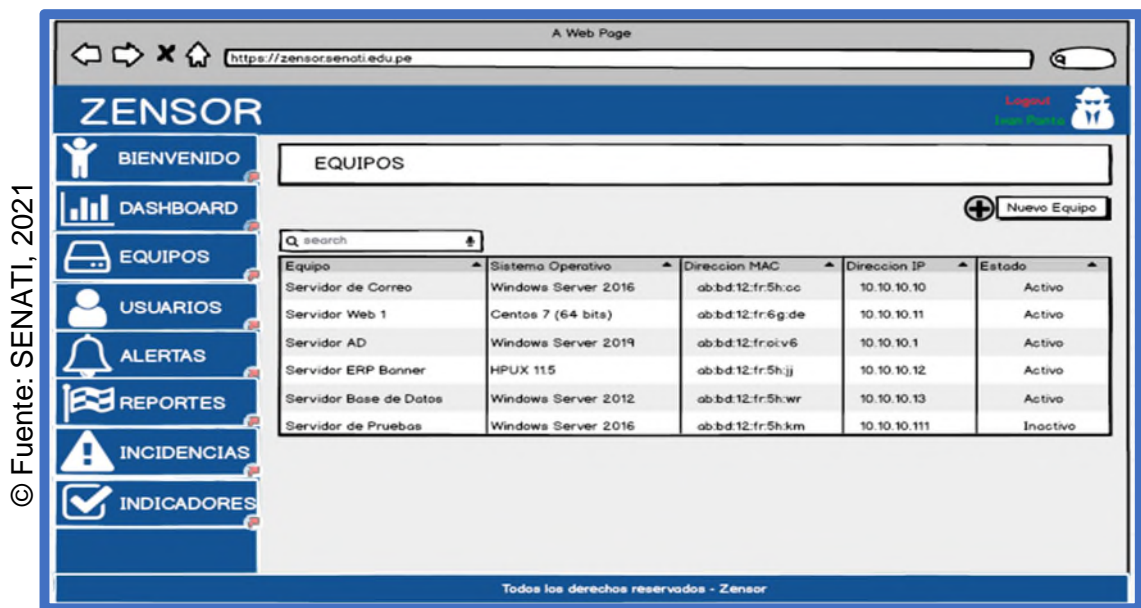 A Web Page
https://zensor.senati.edu.pe
ZENSOR
Logout
Ivan Ponto
BIENVENIDO
DASHBOARD
EQUIPOS
USUARIOS
ALERTAS
REPORTES
INCIDENCIAS
INDICADORES
EQUIPOS
Nuevo Equipo
search
Equipo Sistema Operativo Direccion MAC Direccion IP Estado
Servidor de Correo Windows Server 2016 ab:bd:12:fr:5h:cc 10.10.10.10 Activo
Servidor Web 1 Centos 7 (64 bits) ab:bd:12:fr:6g:de 10.10.10.11 Activo
Servidor AD Windows Server 2019 ab:bd:12:fr:oi:v6 10.10.10.1 Activo
Servidor ERP Banner HPUX 11.5 ab:bd:12:fr:5h:jj 10.10.10.12 Activo
Servidor Base de Datos Windows Server 2012 ab:bd:12:fr:5h:wr 10.10.10.13 Activo
Servidor de Pruebas Windows Server 2016 ab:bd:12:fr:5h:km 10.10.10.111 Inactivo
Todos los derechos reservados - Zensor
© Fuente: SENATI, 2021